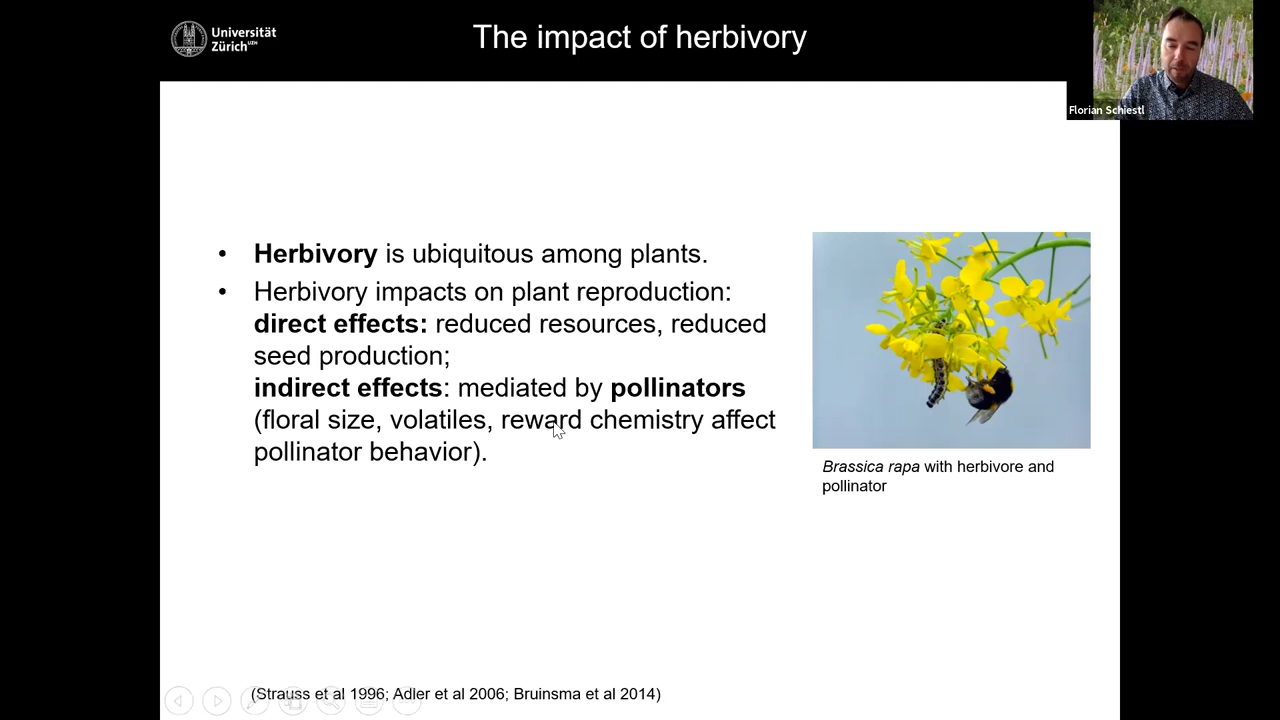 Universität
Zürich UZH
The impact of herbivory
Florian Schiestl
• Herbivory is ubiquitous among plants.
• Herbivory impacts on plant reproduction:
direct effects: reduced resources, reduced
seed production;
indirect effects: mediated by pollinators
(floral size, volatiles, reward chemistry affect
pollinator behavior).
Brassica rapa with herbivore and
pollinator
(Strauss et al 1996; Adler et al 2006; Bruinsma et al 2014)